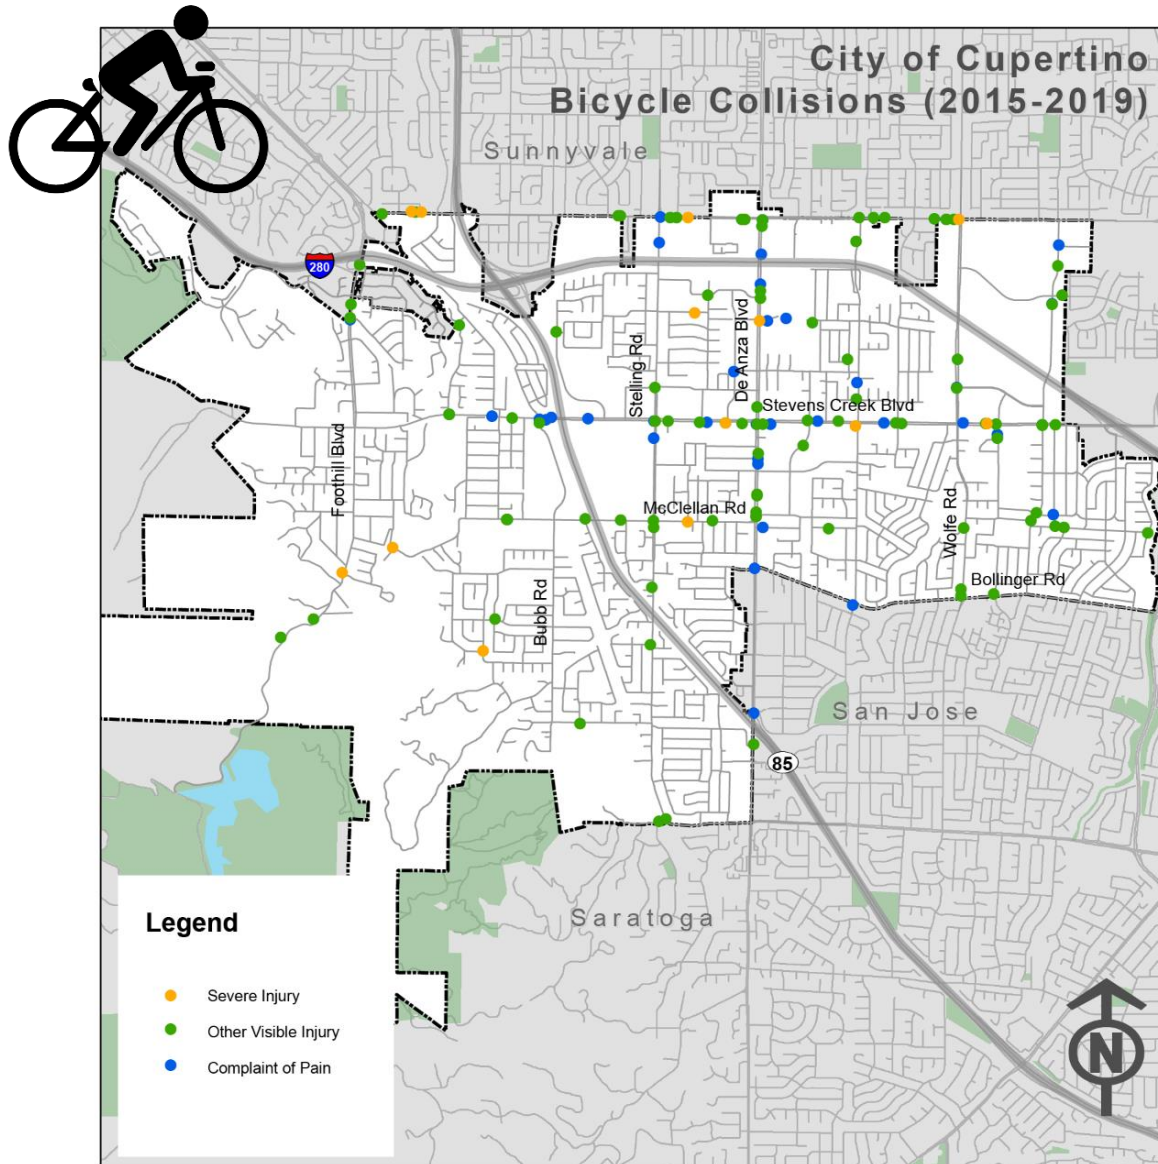 City of Cupertino
Bicycle Collisions (2015-2019)
Sunnyvale
280
Stelling Rd
De Anza Blvd
Stevens Creek Blvd
Foothill Blvd
McClellan Rd
Wolfe Rd
Bubb Rd
Bollinger Rd
San Jose
85
Saratoga
Legend
Severe Injury
Other Visible Injury
Complaint of Pain
N